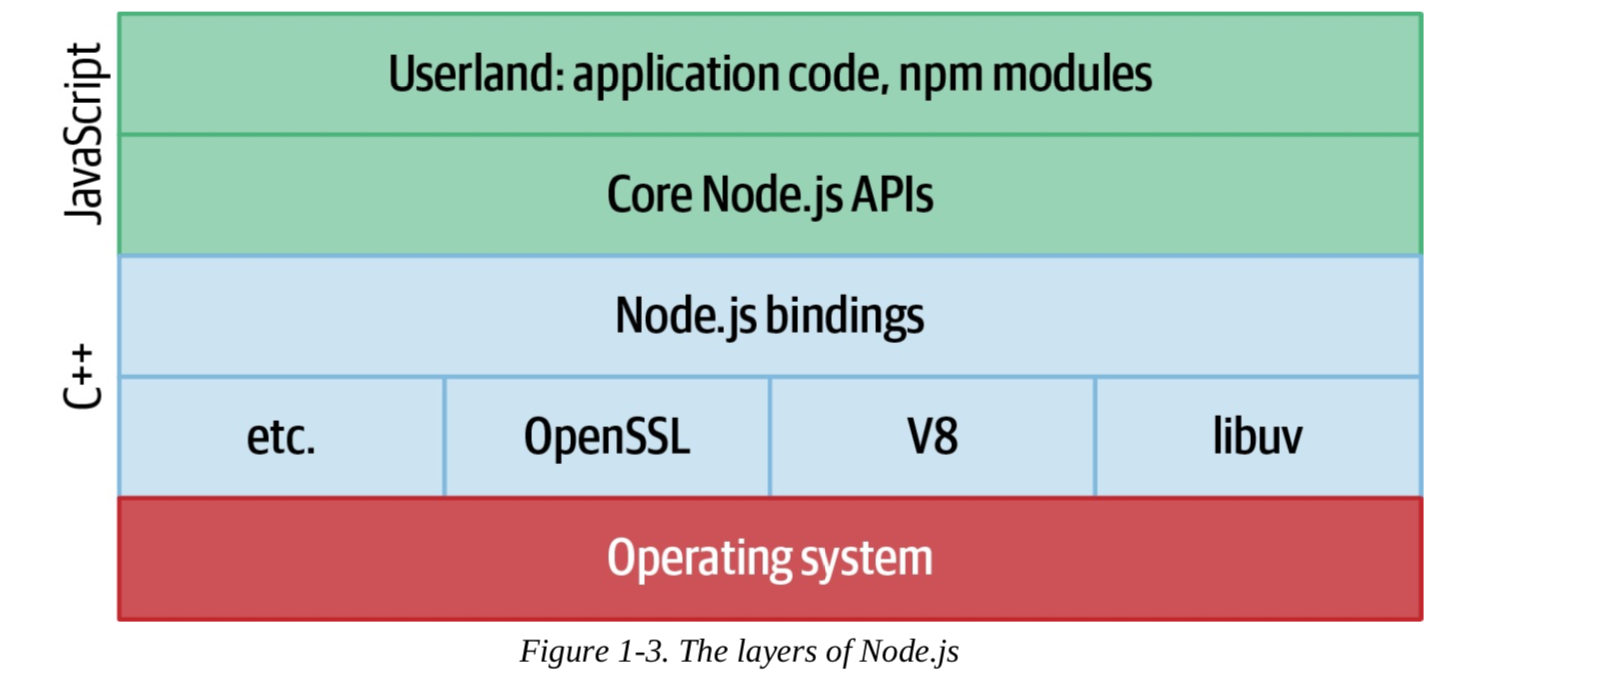 JavaScript
Userland: application code, npm modules
Core Node.js APIs
C++
Node.js bindings
etc.
OpenSSL
V8
libuv
Operating system
Figure 1-3. The layers of Node.js